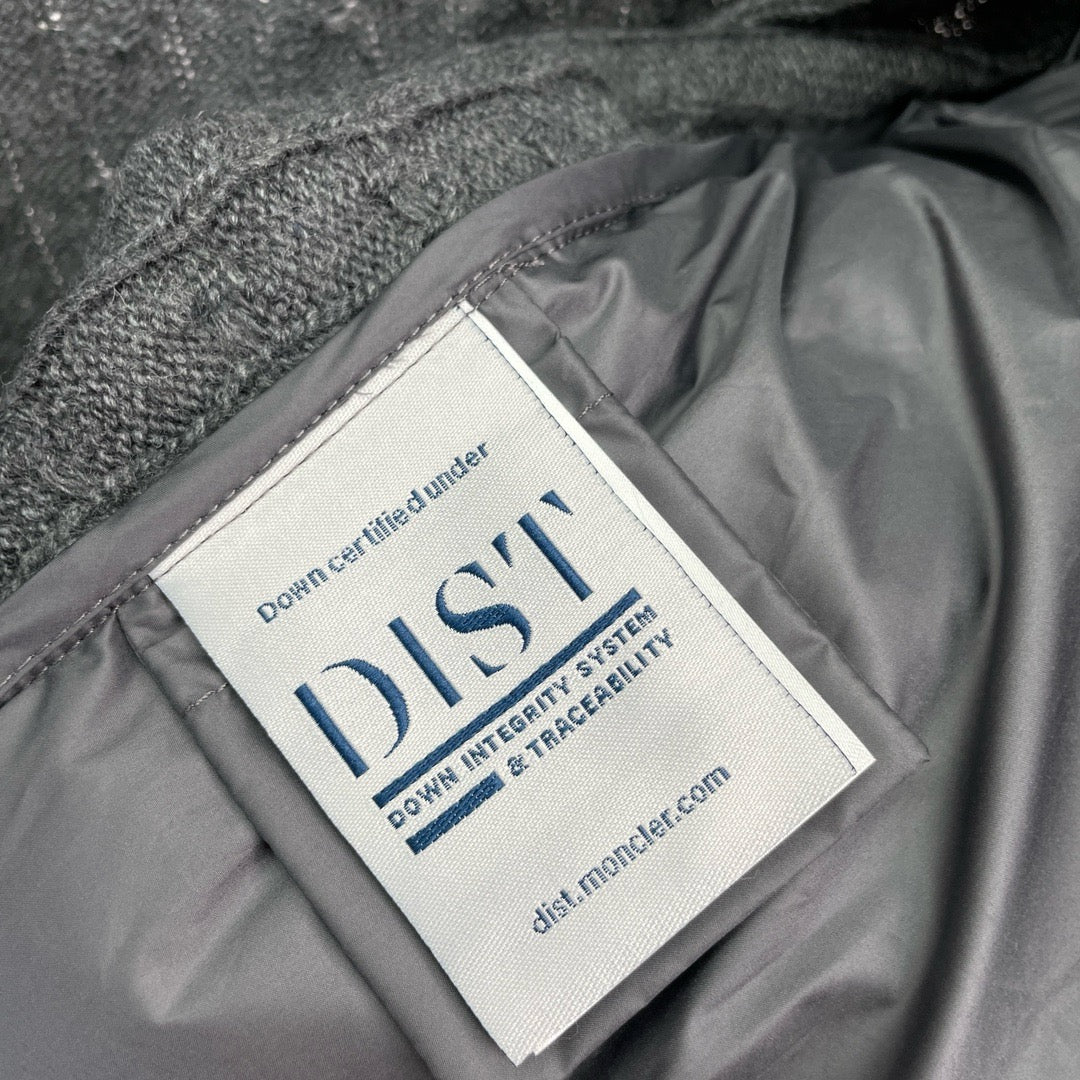 Down certified under
DIST
DOWN INTEGRITY SYSTEM
& TRACEABILITY
dist.moncler.com